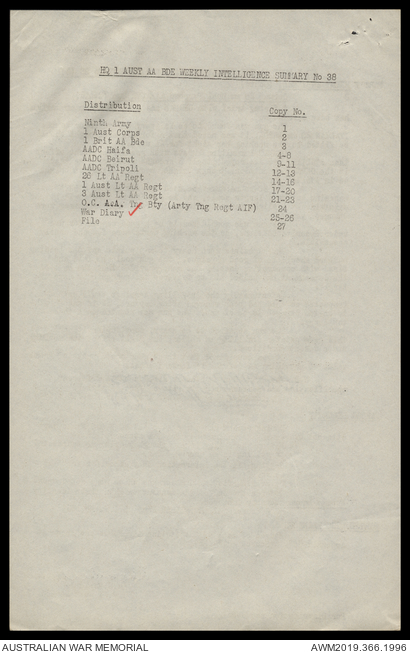 HQ 1 AUST AA BDE WEEKLY INTELLIGENCE SUMMARY No 38
Distribution Copy No.
Ninth Army 1
1 Aust Corps 2
1 Brit AA Bde 3
AADC Haifa 4-8
AADC Beirut 9-11
AADC Tripoli 12-13
26 Lt AA Regt 14-16
1 Aust Lt AA Regt 17-20
3 Aust Lt AA Regt 21-23
O.C. A.A. Tng Bty (Arty Tng Regt AIF) 24
War Diary 25-26
File 27
AUSTRALIAN WAR MEMORIAL AWM2019.366.1996